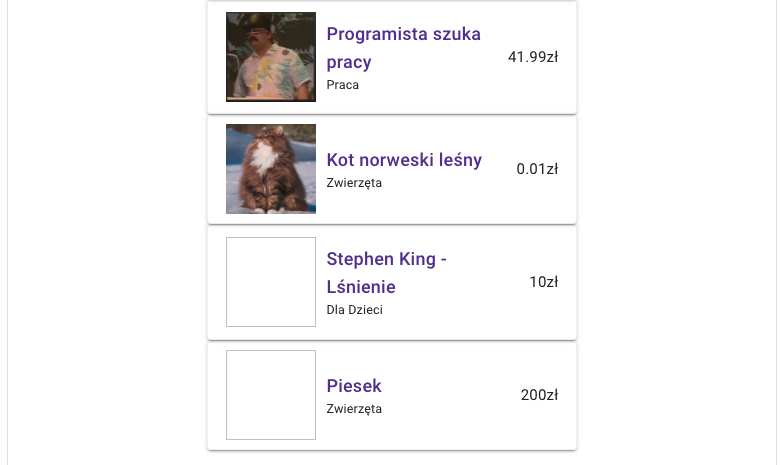 Programista szuka
pracy
Praca
41.99zł
Kot norweski leśny
Zwierzęta
0.01zł
Stephen King -
Lśnienie
Dla Dzieci
10zł
Piesek
Zwierzęta
200zł